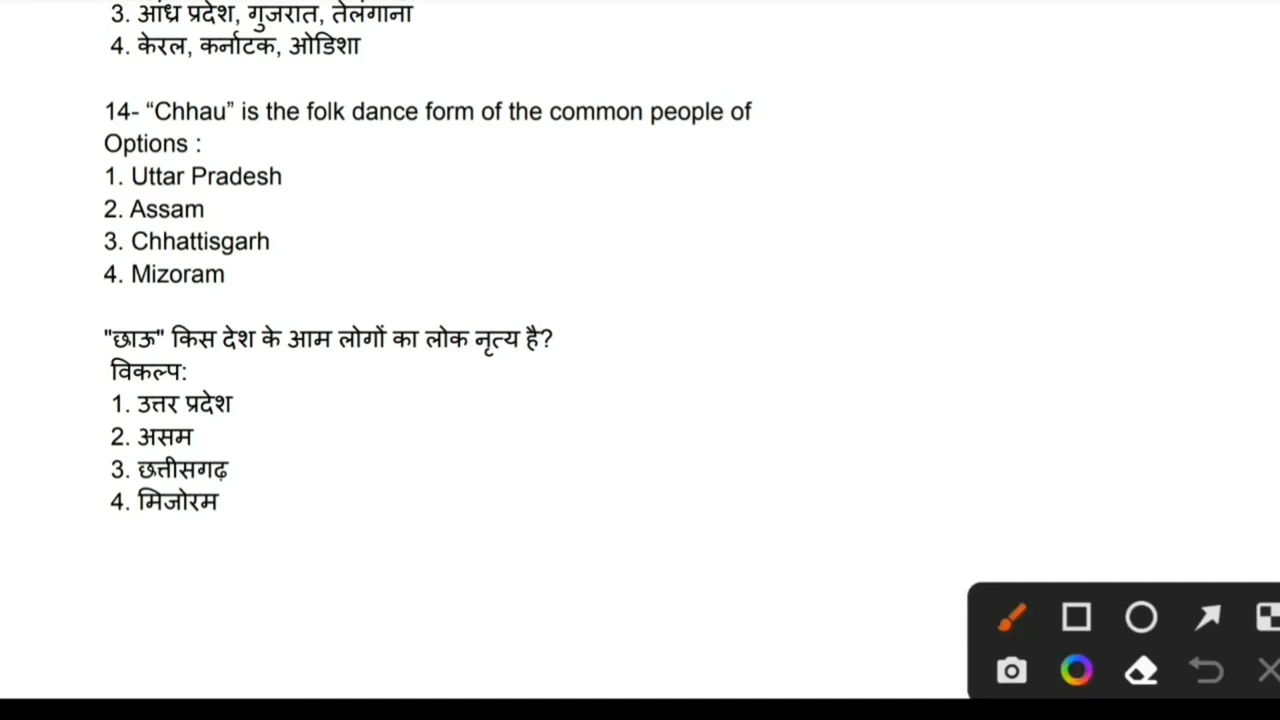 3. आंध्र प्रदेश, गुजरात, तेलंगाना
4. केरल, कर्नाटक, ओडिशा
14- “Chhau” is the folk dance form of the common people of
Options :
1. Uttar Pradesh
2. Assam
3. Chhattisgarh
4. Mizoram
"छाऊ" किस देश के आम लोगों का लोक नृत्य है?
विकल्प:
1. उत्तर प्रदेश
2. असम
3. छत्तीसगढ़
4. मिजोरम